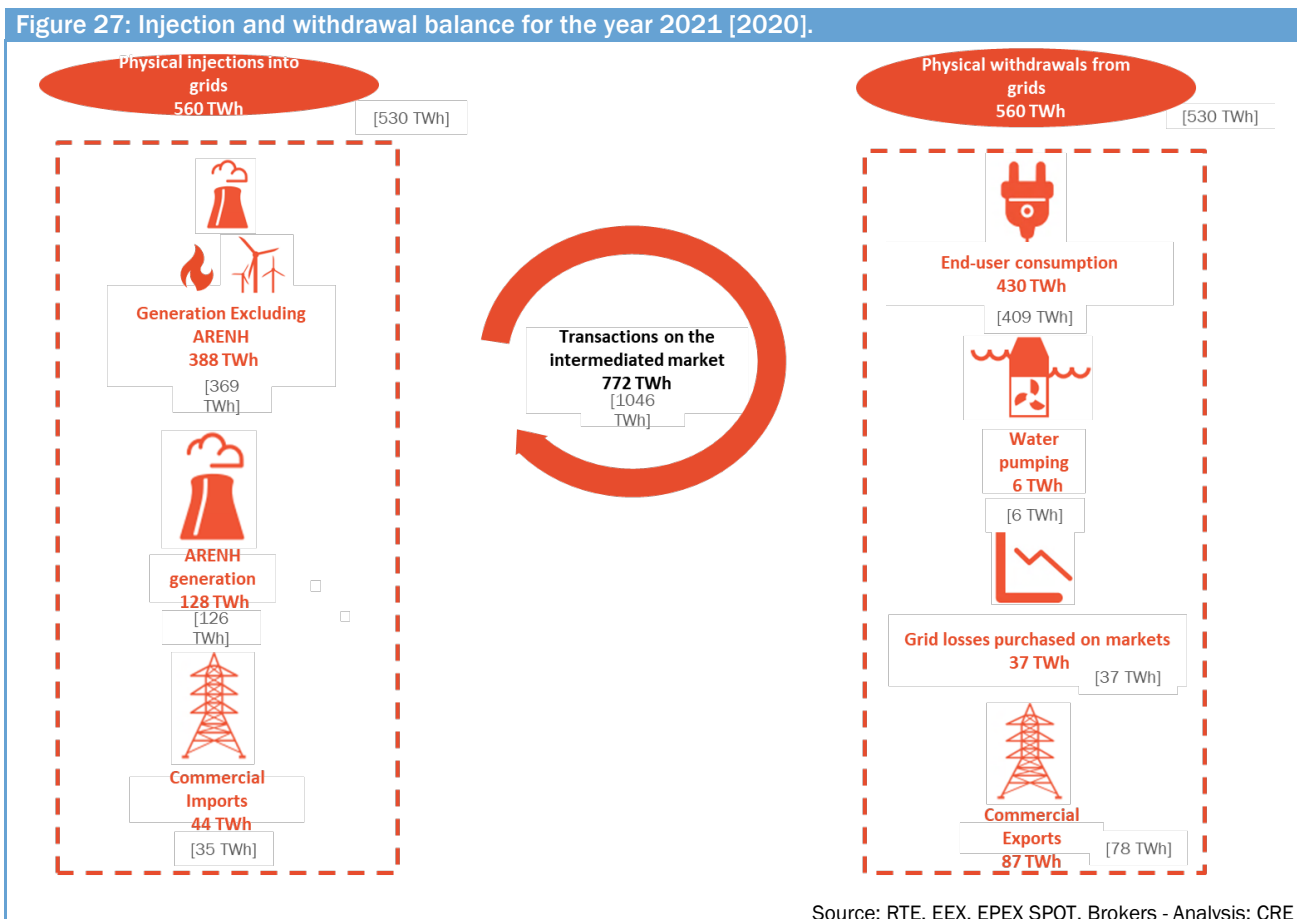 Figure 27: Injection and withdrawal balance for the year 2021 [2020].
Physical injections into
grids
560 TWh
[530 TWh]
Generation Excluding
ARENH
388 TWh
[369
TWh]
ARENH
generation
128 TWh
[126
TWh]
Commercial
Imports
44 TWh
[35 TWh]
Transactions on the
intermediated market
772 TWh
[1046
TWh]
Physical withdrawals from
grids
560 TWh
[530 TWh]
End-user consumption
430 TWh
[409 TWh]
Water
pumping
6 TWh
[6 TWh]
Grid losses purchased on markets
37 TWh
[37 TWh]
Commercial
Exports
87 TWh
[78 TWh]
Source: RTE, EEX, EPEX SPOT, Brokers - Analysis: CRE